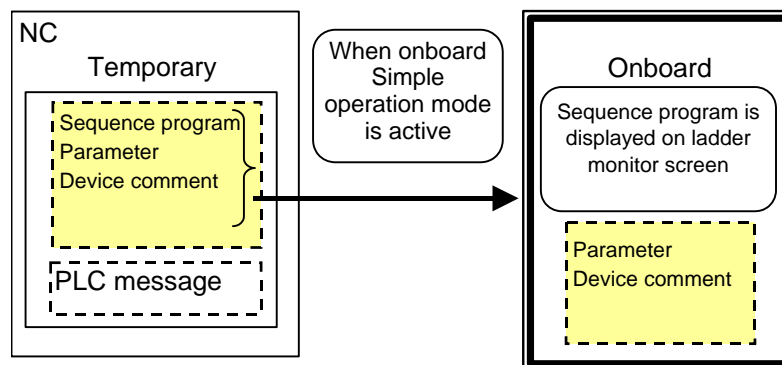 NC
Temporary
Sequence program
Parameter
Device comment
PLC message
When onboard
Simple
operation mode
is active
Onboard
Sequence program is
displayed on ladder
monitor screen
Parameter
Device comment